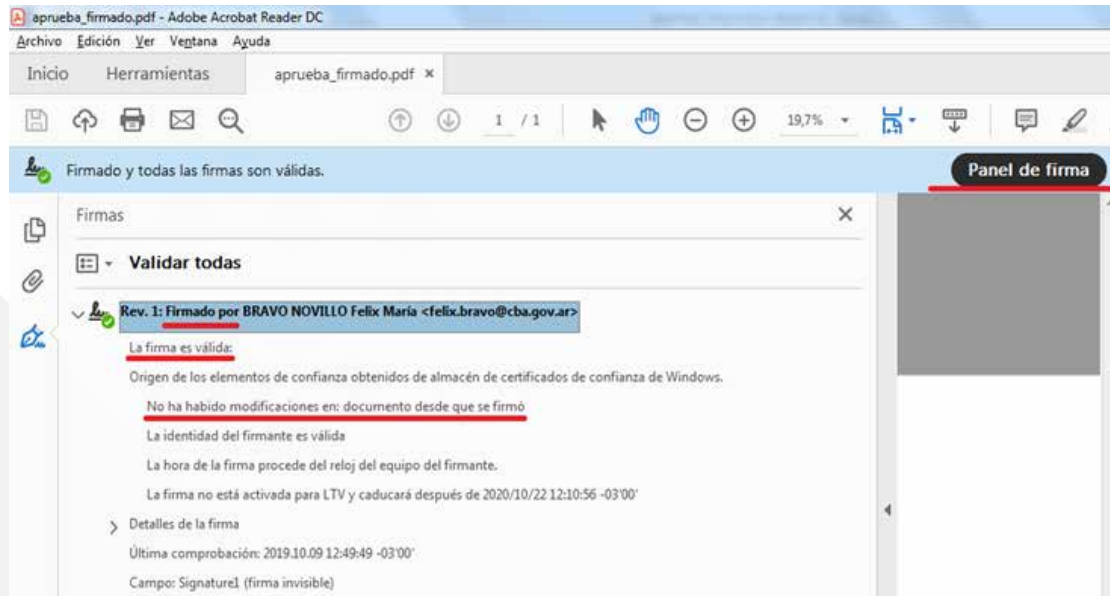 aprueba_firmado.pdf - Adobe Acrobat Reader DC
Archivo Edición Ver Ventana Ayuda
Inicio Herramientas aprueba_firmado.pdf ×
1 / 1 19,7%
Firmado y todas las firmas son válidas. Panel de firma
Firmas
Validar todas
Rev. 1: Firmado por BRAVO NOVILLO Felix María <felix.bravo@cba.gov.ar>
La firma es válida:
Origen de los elementos de confianza obtenidos de almacén de certificados de confianza de Windows.
No ha habido modificaciones en: documento desde que se firmó
La identidad del firmante es válida
La hora de la firma procede del reloj del equipo del firmante.
La firma no está activada para LTV y caducará después de 2020/10/22 12:10:56 -03'00'
Detalles de la firma
Última comprobación: 2019.10.09 12:49:49 -03'00'
Campo: Signature1 (firma invisible)